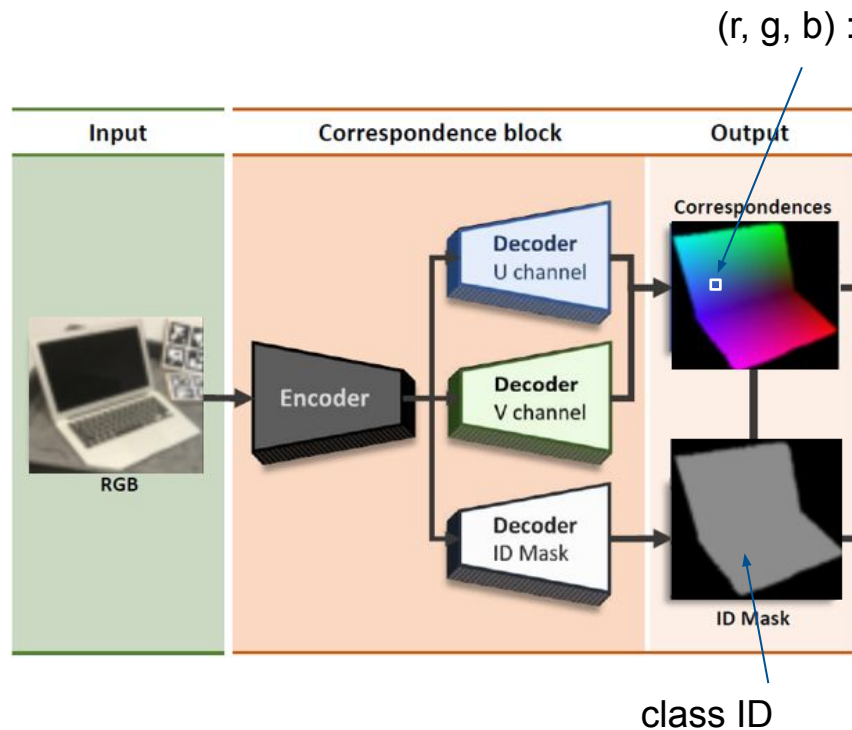 (r, g, b) :
Input
Correspondence block
Output
Correspondences
Decoder
U channel
Encoder
Decoder
V channel
RGB
Decoder
ID Mask
ID Mask
class ID